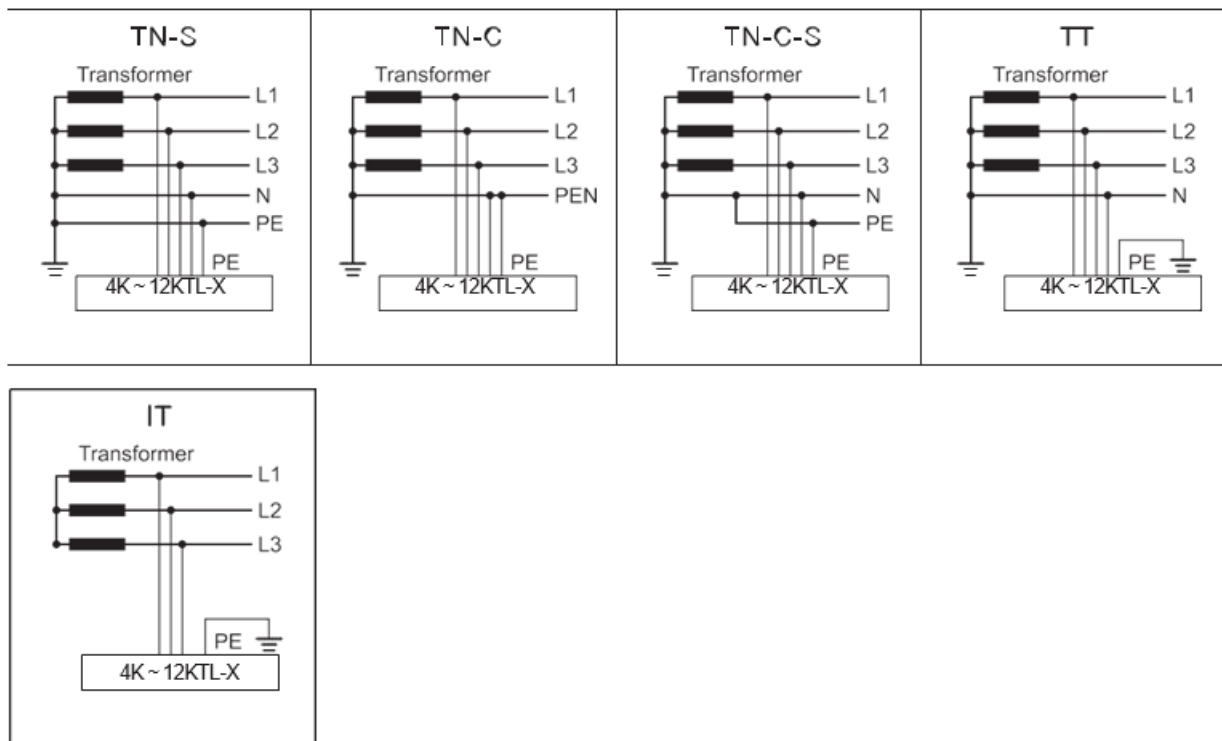 TN-S
Transformer
L1
L2
L3
N
PE
PE
4K ~ 12KTL-X
TN-C
Transformer
L1
L2
L3
PEN
PE
4K ~ 12KTL-X
TN-C-S
Transformer
L1
L2
L3
N
PE
PE
4K ~ 12KTL-X
TT
Transformer
L1
L2
L3
N
PE
4K ~ 12KTL-X
IT
Transformer
L1
L2
L3
PE
4K ~ 12KTL-X